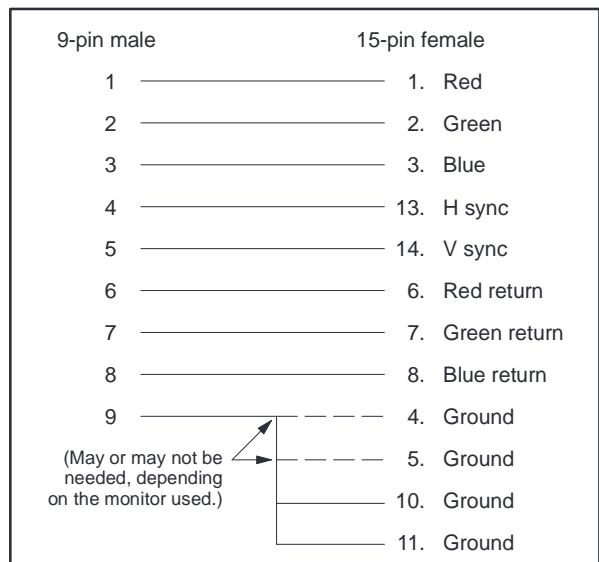 9-pin male 15-pin female
1 1. Red
2 2. Green
3 3. Blue
4 13. H sync
5 14. V sync
6 6. Red return
7 7. Green return
8 8. Blue return
9 4. Ground
(May or may not be
needed, depending
on the monitor used.)
5. Ground
10. Ground
11. Ground